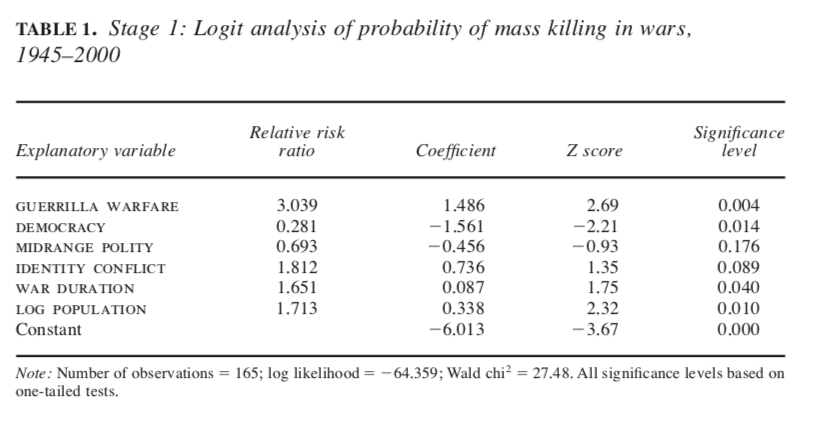 TABLE 1. Stage 1: Logit analysis of probability of mass killing in wars,
1945–2000
Explanatory variable Relative risk ratio Coefficient Z score Significance level
GUERRILLA WARFARE 3.039 1.486 2.69 0.004
DEMOCRACY 0.281 −1.561 −2.21 0.014
MIDRANGE POLITY 0.693 −0.456 −0.93 0.176
IDENTITY CONFLICT 1.812 0.736 1.35 0.089
WAR DURATION 1.651 0.087 1.75 0.040
LOG POPULATION 1.713 0.338 2.32 0.010
Constant −6.013 −3.67 0.000
Note: Number of observations = 165; log likelihood = −64.359; Wald chi² = 27.48. All significance levels based on
one-tailed tests.